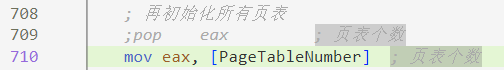 708 ; 再初始化所有页表
709 ;pop eax ; 页表个数
710 mov eax, [PageTableNumber] ; 页表个数